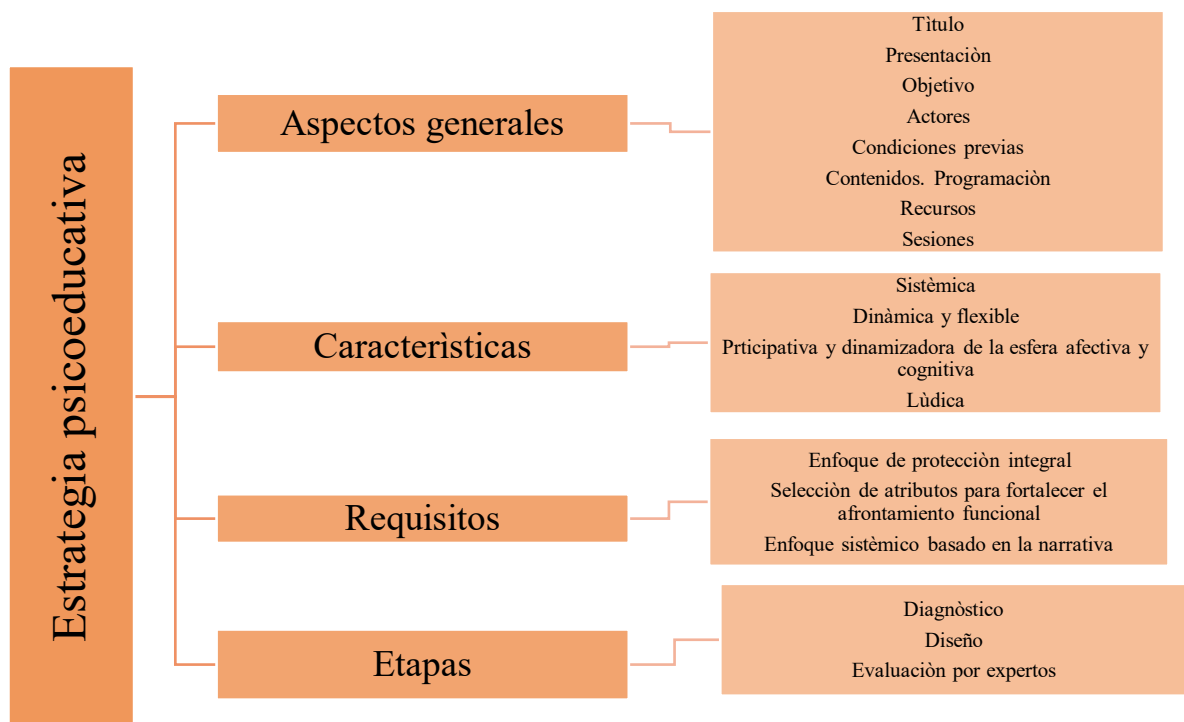 Estrategia psicoeducativa
Aspectos generales
Tìtulo
Presentaciòn
Objetivo
Actores
Condiciones previas
Contenidos. Programaciòn
Recursos
Sesiones
Caracterìsticas
Sistèmica
Dinàmica y flexible
Prticipativa y dinamizadora de la esfera afectiva y
cognitiva
Lùdica
Requisitos
Enfoque de protecciòn integral
Selecciòn de atributos para fortalecer el
afrontamiento funcional
Enfoque sistèmico basado en la narrativa
Etapas
Diagnòstico
Diseño
Evaluaciòn por expertos